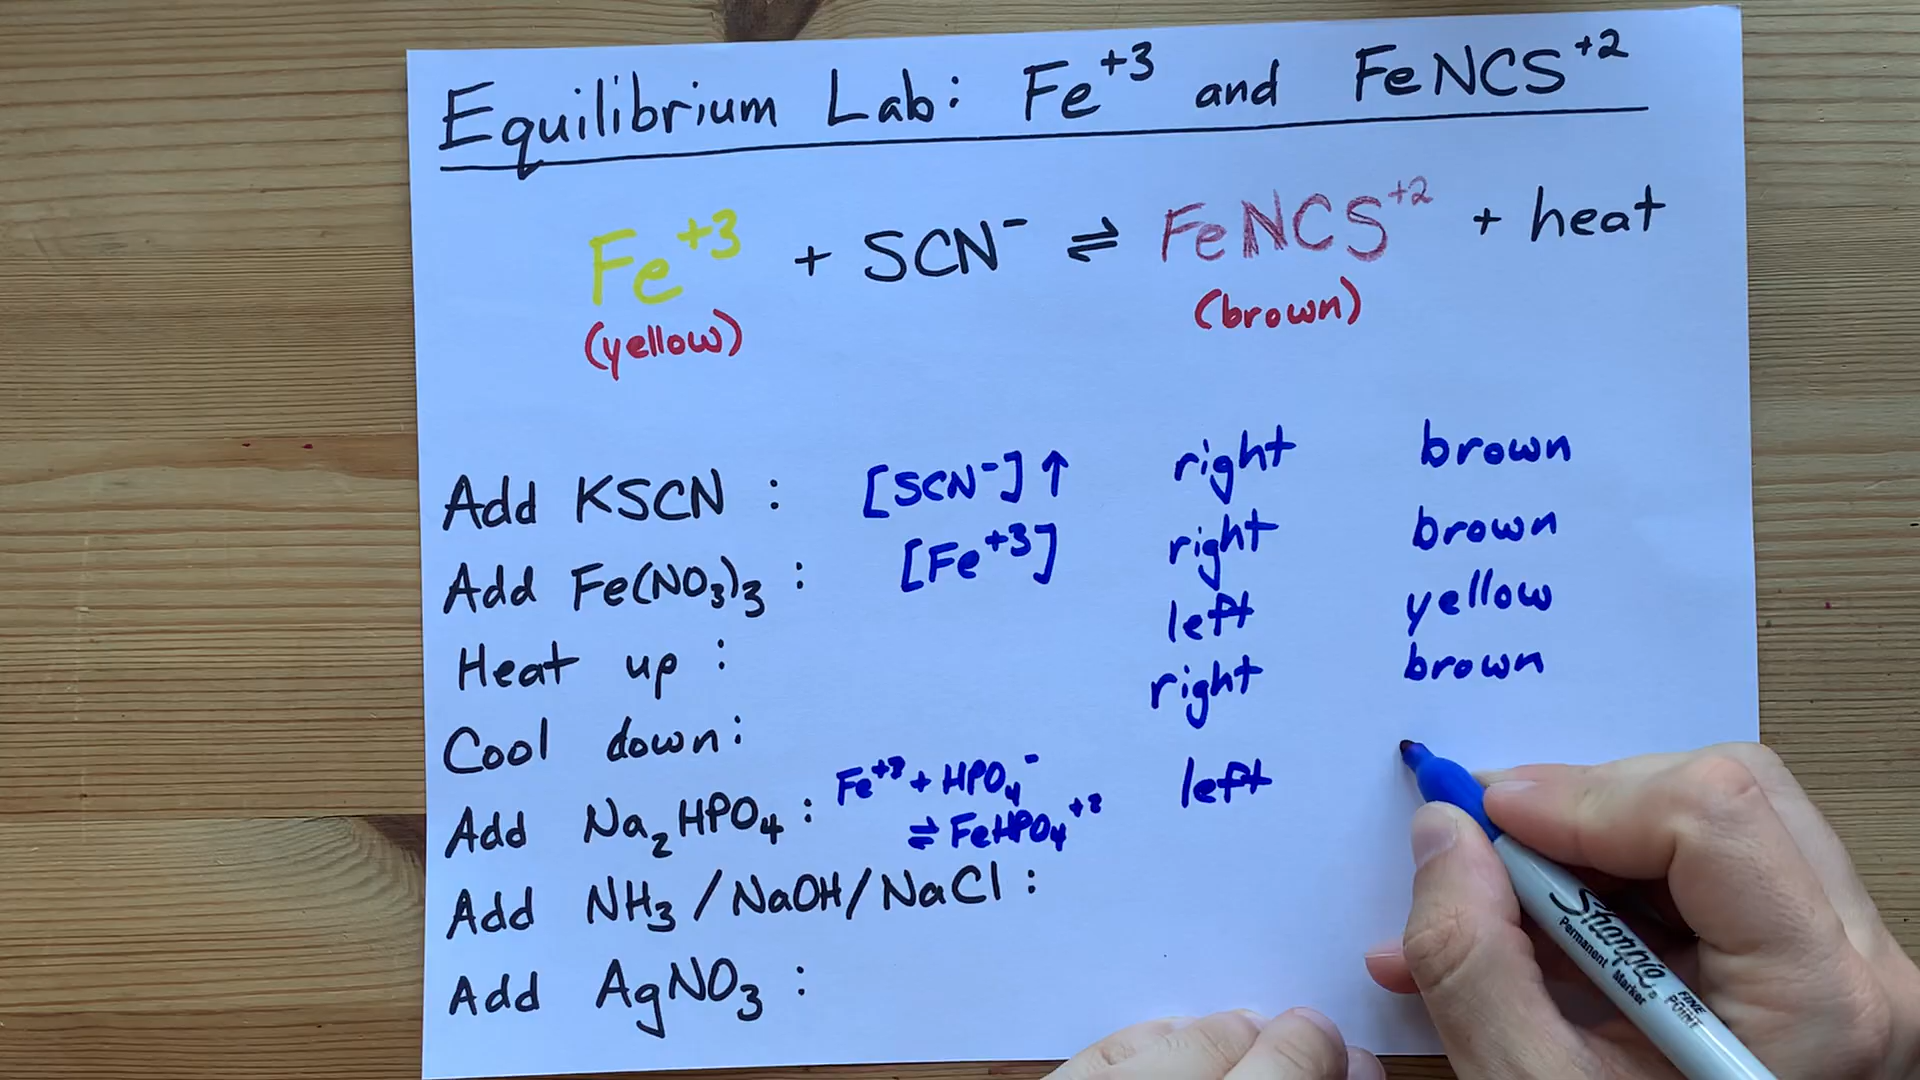 Equilibrium Lab: Fe⁺³ and FeNCS⁺²
Fe⁺³ + SCN⁻ ⇌ FeNCS⁺² + heat
(yellow) (brown)
Add KSCN : [SCN⁻]↑ right brown
Add Fe(NO₃)₃ : [Fe⁺³] right brown
Heat up : left yellow
Cool down: right brown
Add Na₂HPO₄ : Fe⁺³ + HPO₄⁻ left
⇌ FeHPO₄⁺²
Add NH₃ / NaOH / NaCl :
Add AgNO₃ :
Sharpie
Permanent Marker
FINE POINT